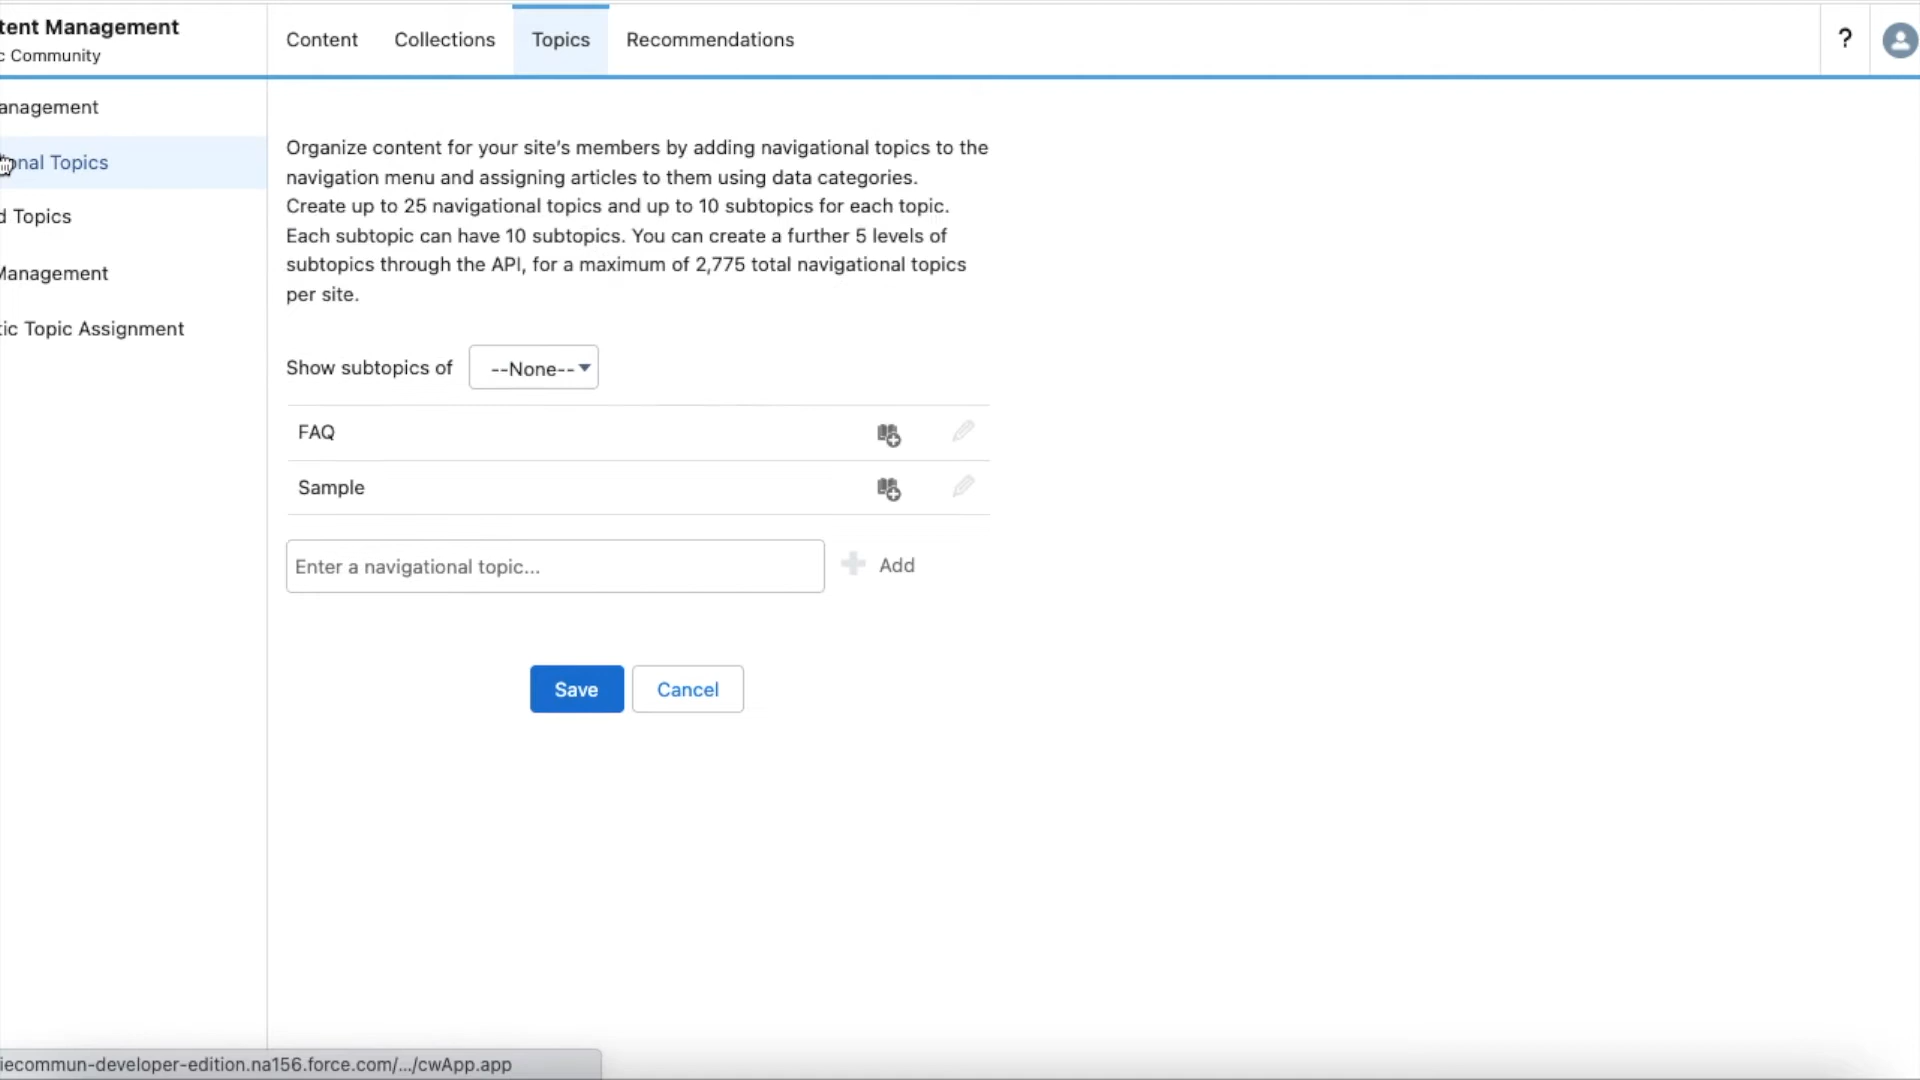 tent Management
c Community
Content
Collections
Topics
Recommendations
?
anagement
onal Topics
d Topics
Management
tic Topic Assignment
Organize content for your site's members by adding navigational topics to the
navigation menu and assigning articles to them using data categories.
Create up to 25 navigational topics and up to 10 subtopics for each topic.
Each subtopic can have 10 subtopics. You can create a further 5 levels of
subtopics through the API, for a maximum of 2,775 total navigational topics
per site.
Show subtopics of
--None--
FAQ
Sample
Enter a navigational topic...
Add
Save
Cancel
iecommun-developer-edition.na156.force.com/.../cwApp.app